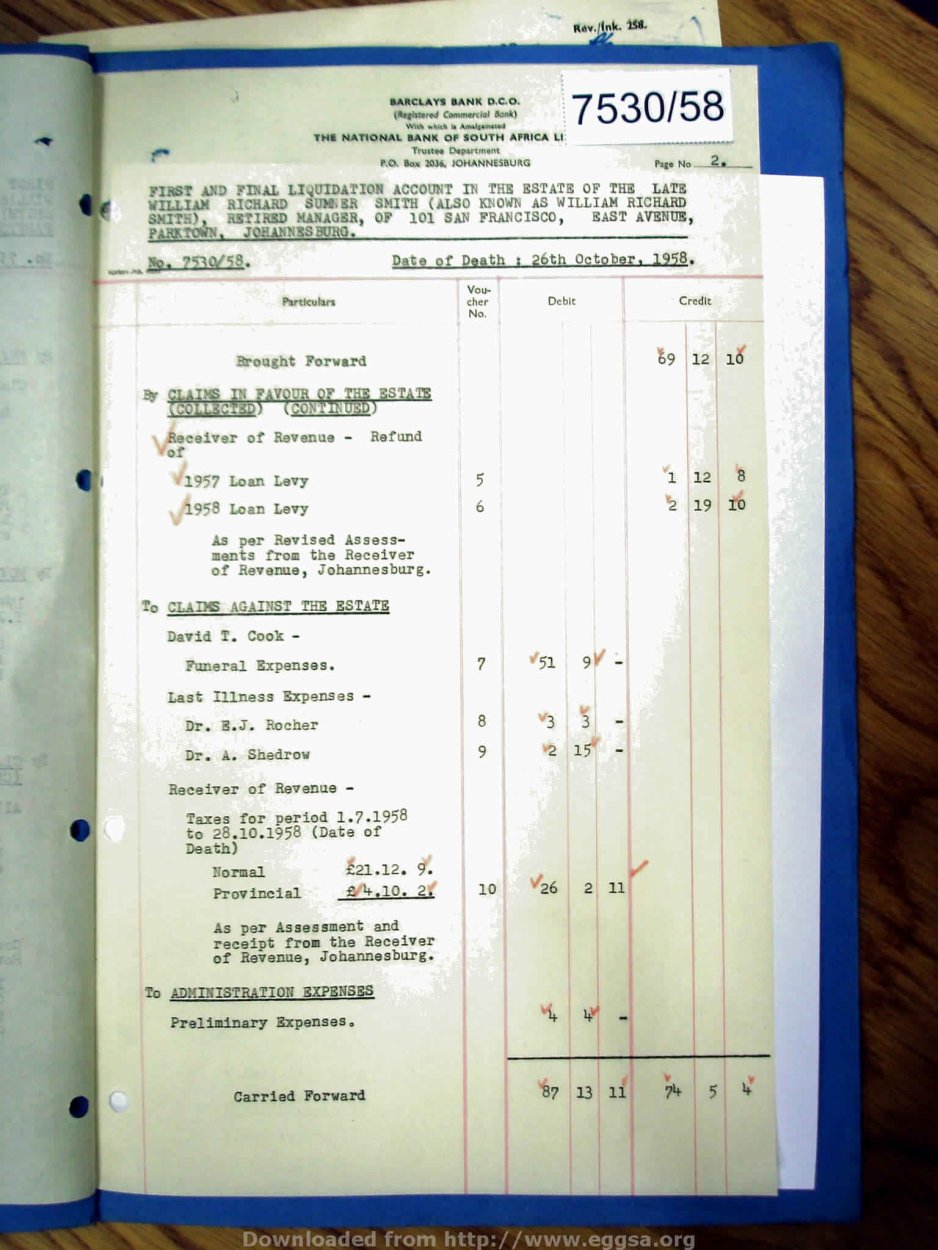 Rev./Ink. 258.
BARCLAYS BANK D.C.O.
(Registered Commercial Bank)
With which is Amalgamated
THE NATIONAL BANK OF SOUTH AFRICA LI
Trustee Department
P.O. Box 2036, JOHANNESBURG
7530/58
Page No 2.
FIRST AND FINAL LIQUIDATION ACCOUNT IN THE ESTATE OF THE LATE
WILLIAM RICHARD SUMNER SMITH (ALSO KNOWN AS WILLIAM RICHARD
SMITH), RETIRED MANAGER, OF 101 SAN FRANCISCO, EAST AVENUE,
PARKTOWN, JOHANNESBURG.
No. 7530/58. Date of Death : 26th October, 1958.
Particulars Vou-cher No. Debit Credit
Brought Forward 69 12 10
By CLAIMS IN FAVOUR OF THE ESTATE
(COLLECTED) (CONTINUED)
Receiver of Revenue - Refund
of
1957 Loan Levy 5 1 12 8
1958 Loan Levy 6 2 19 10
As per Revised Assess-
ments from the Receiver
of Revenue, Johannesburg.
To CLAIMS AGAINST THE ESTATE
David T. Cook -
Funeral Expenses. 7 51 9 -
Last Illness Expenses -
Dr. E.J. Rocher 8 3 3 -
Dr. A. Shedrow 9 2 15 -
Receiver of Revenue -
Taxes for period 1.7.1958
to 28.10.1958 (Date of
Death)
Normal £21.12. 9.
Provincial £ 4.10. 2. 10 26 2 11
As per Assessment and
receipt from the Receiver
of Revenue, Johannesburg.
To ADMINISTRATION EXPENSES
Preliminary Expenses. 4 4 -
Carried Forward 87 13 11 74 5 4
Downloaded from http://www.eggsa.org